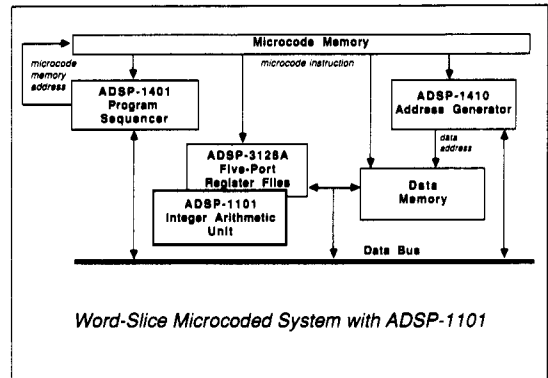 Microcode Memory
microcode
memory
address
microcode instruction
ADSP-1401
Program
Sequencer
ADSP-1410
Address Generator
data
address
ADSP-3128A
Five-Port
Register Files
ADSP-1101
Integer Arithmetic
Unit
Data
Memory
Data Bus
Word-Slice Microcoded System with ADSP-1101